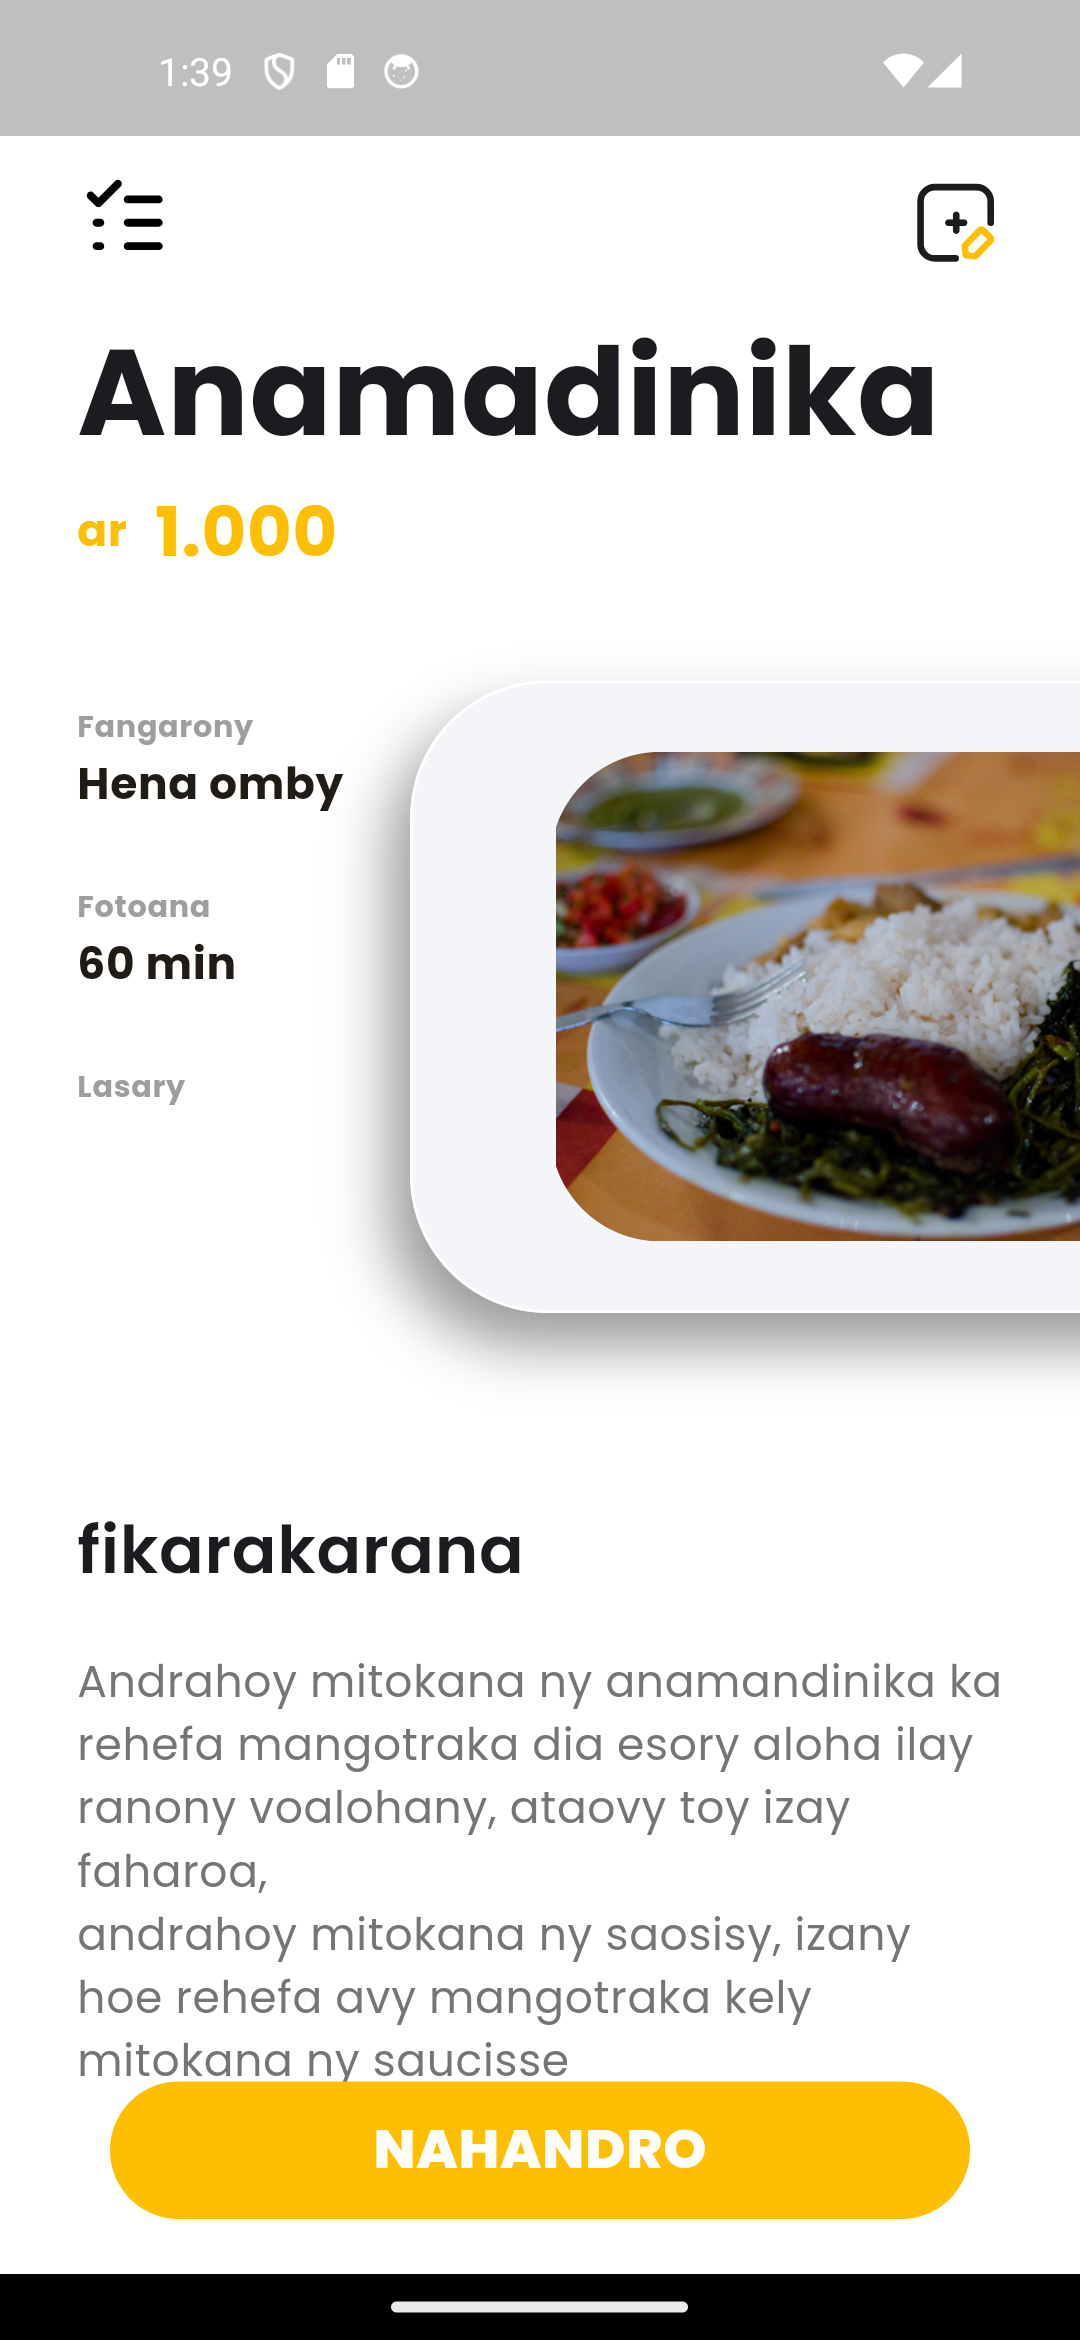 1:39
Anamadinika
ar 1.000
Fangarony
Hena omby
Fotoana
60 min
Lasary
fikarakarana
Andrahoy mitokana ny anamandinika ka
rehefa mangotraka dia esory aloha ilay
ranony voalohany, ataovy toy izay
faharoa,
andrahoy mitokana ny saosisy, izany
hoe rehefa avy mangotraka kely
mitokana ny saucisse
NAHANDRO